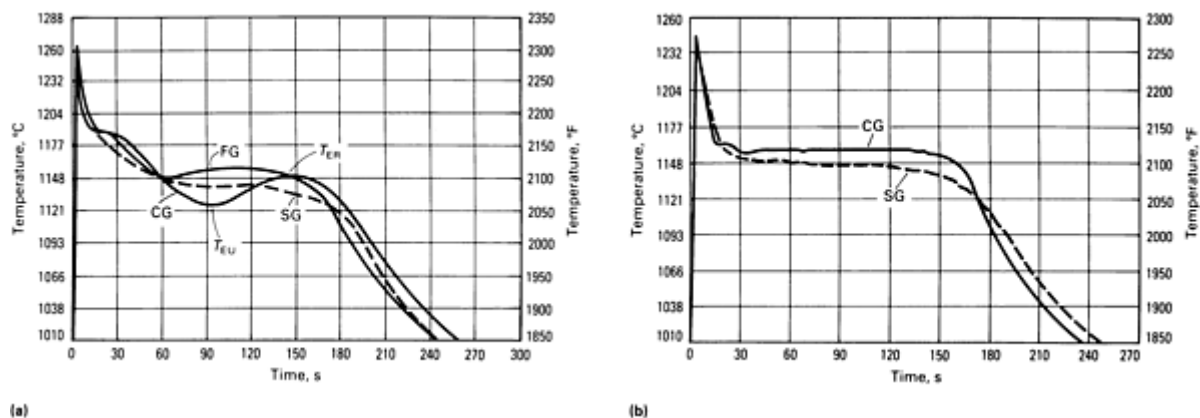 1288
1260
1232
1204
1177
1148
1121
1093
1066
1038
1010
Temperature, °C
2350
2300
2250
2200
2150
2100
2050
2000
1950
1900
1850
Temperature, °F
FG
T_ER
CG
SG
T_EU
0 30 60 90 120 150 180 210 240 270 300
Time, s
(a)
1260
1232
1204
1177
1148
1121
1093
1066
1038
1010
Temperature, °C
2300
2250
2200
2150
2100
2050
2000
1950
1900
1850
Temperature, °F
CG
SG
0 30 60 90 120 150 180 210 240 270
Time, s
(b)